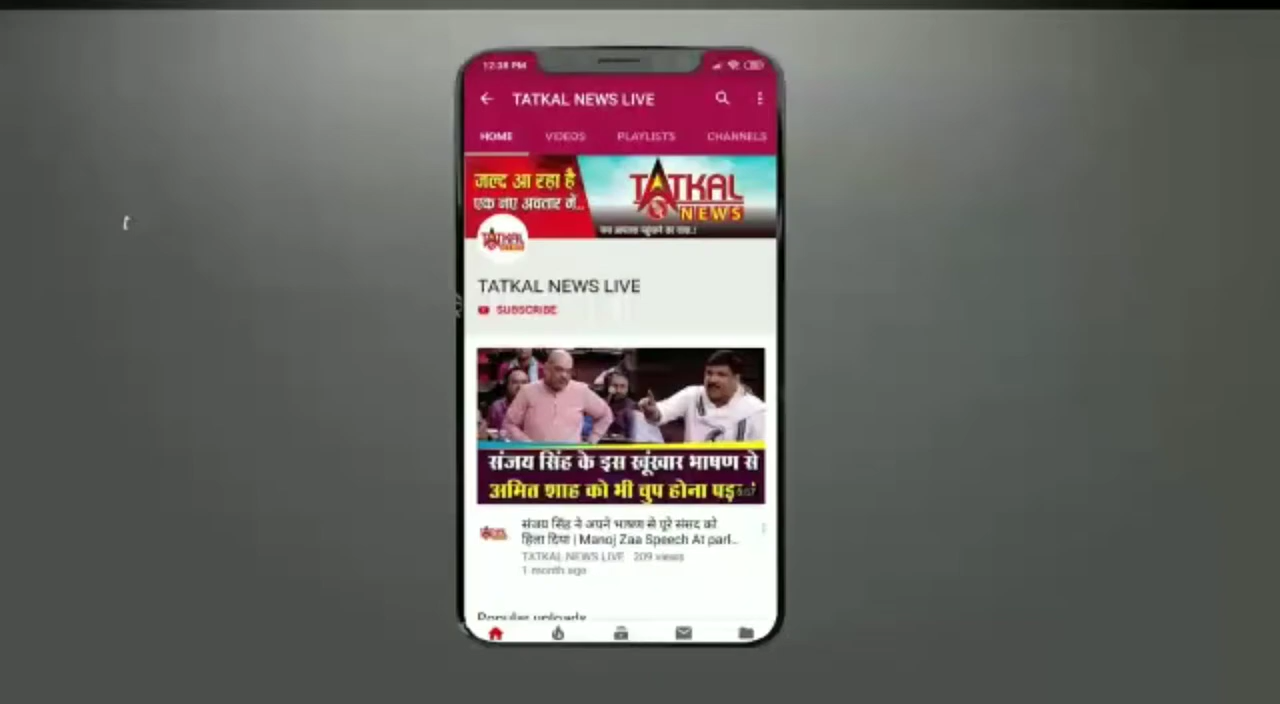 12:38 PM
TATKAL NEWS LIVE
HOME VIDEOS PLAYLISTS CHANNELS
जल्द आ रहा है
एक नए अवतार में..
TATKAL
NEWS
TATKAL
t
TATKAL NEWS LIVE
SUBSCRIBE
संजय सिंह के इस खूंखार भाषण से
अमित शाह को भी चुप होना पड़
संजय सिंह ने अपने भाषण से पूरे संसद को
हिला दिया | Manoj Zaa Speech At parl..
TATKAL NEWS LIVE 209 views
1 month ago
Popular uploads